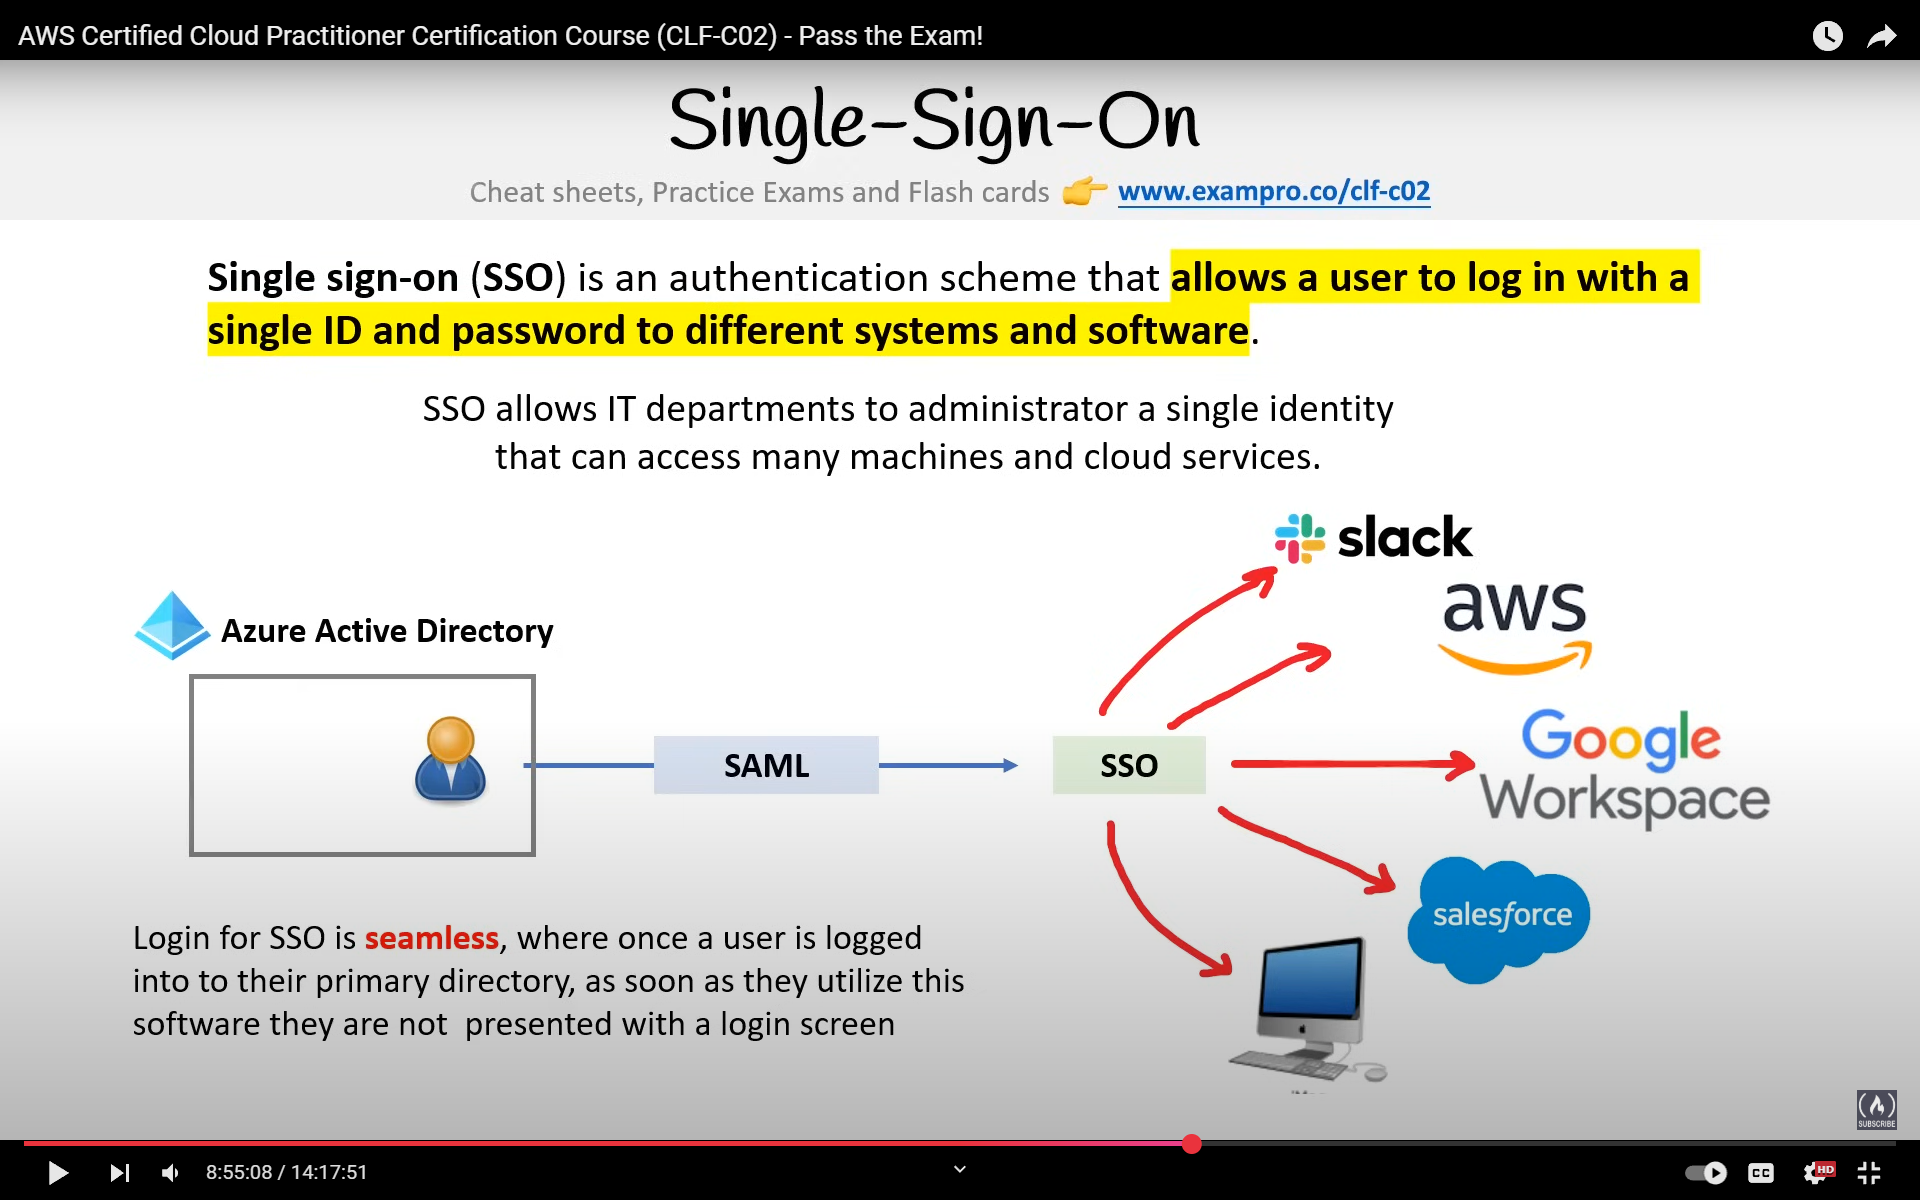 AWS Certified Cloud Practitioner Certification Course (CLF-C02) - Pass the Exam!
Single-Sign-On
Cheat sheets, Practice Exams and Flash cards 👉 www.exampro.co/clf-c02
Single sign-on (SSO) is an authentication scheme that allows a user to log in with a
single ID and password to different systems and software.
SSO allows IT departments to administrator a single identity
that can access many machines and cloud services.
slack
aws
Azure Active Directory
Google
Workspace
SAML
SSO
salesforce
Login for SSO is seamless, where once a user is logged
into to their primary directory, as soon as they utilize this
software they are not presented with a login screen
SUBSCRIBE
8:55:08 / 14:17:51
CC
HD